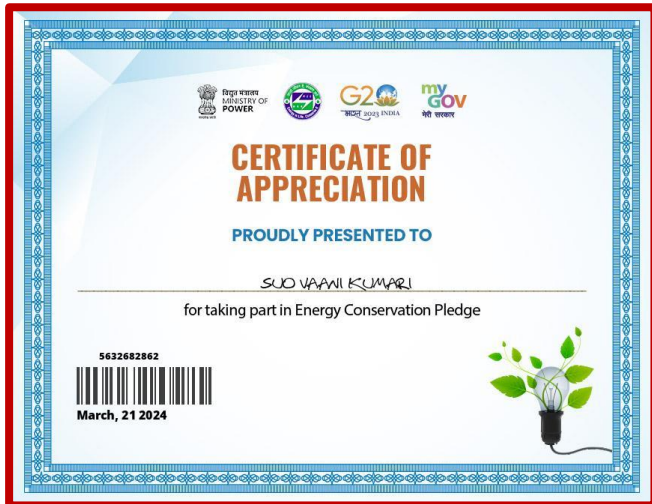 विद्युत मंत्रालय
MINISTRY OF
POWER
G20
भारत 2023 INDIA
my
GOV
मेरी सरकार
CERTIFICATE OF
APPRECIATION
PROUDLY PRESENTED TO
SUO VAANI KUMARI
for taking part in Energy Conservation Pledge
5632682862
March, 21 2024